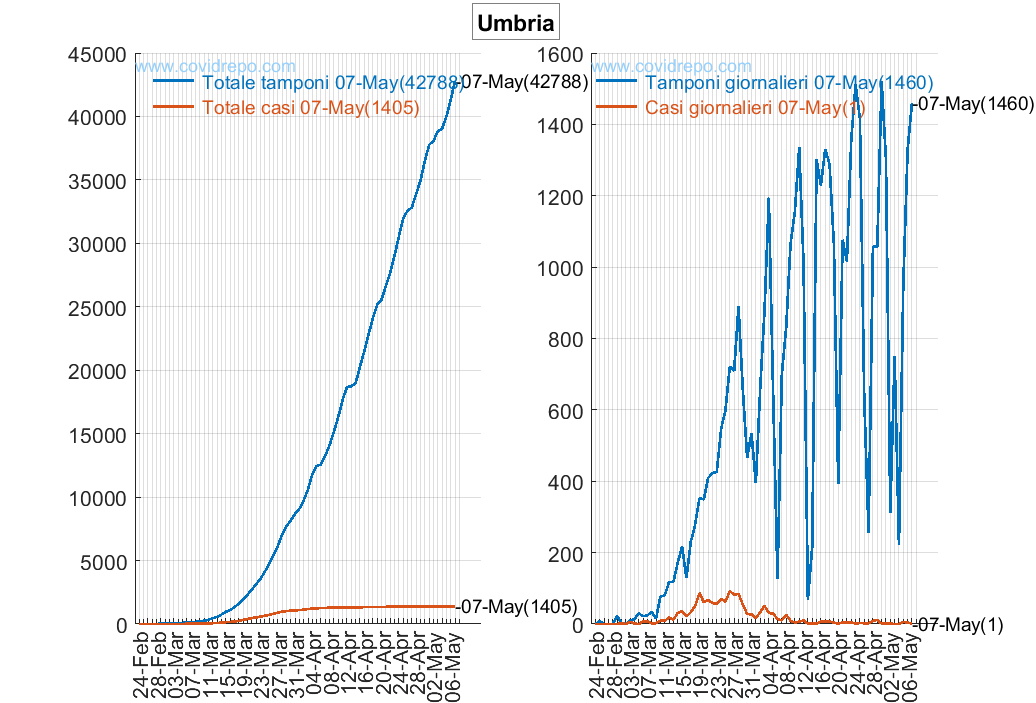 Umbria
www.covidrepo.com
Totale tamponi 07-May(42788)
Totale casi 07-May(1405)
-07-May(42788)
-07-May(1405)
45000
40000
35000
30000
25000
20000
15000
10000
5000
0
24-Feb
28-Feb
03-Mar
07-Mar
11-Mar
15-Mar
19-Mar
23-Mar
27-Mar
31-Mar
04-Apr
08-Apr
12-Apr
16-Apr
20-Apr
24-Apr
28-Apr
02-May
06-May
www.covidrepo.com
Tamponi giornalieri 07-May(1460)
Casi giornalieri 07-May(1)
-07-May(1460)
-07-May(1)
1600
1400
1200
1000
800
600
400
200
0
24-Feb
28-Feb
03-Mar
07-Mar
11-Mar
15-Mar
19-Mar
23-Mar
27-Mar
31-Mar
04-Apr
08-Apr
12-Apr
16-Apr
20-Apr
24-Apr
28-Apr
02-May
06-May